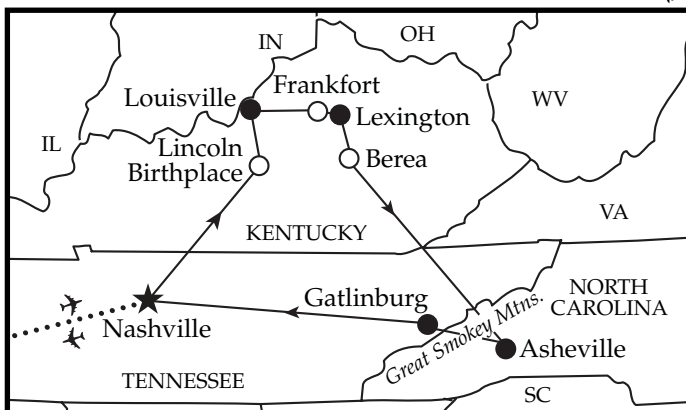 OH
IN
Frankfort
Louisville
WV
Lexington
IL
Lincoln
Birthplace
Berea
VA
KENTUCKY
NORTH
CAROLINA
Gatlinburg
Great Smokey Mtns.
Nashville
Asheville
TENNESSEE
SC